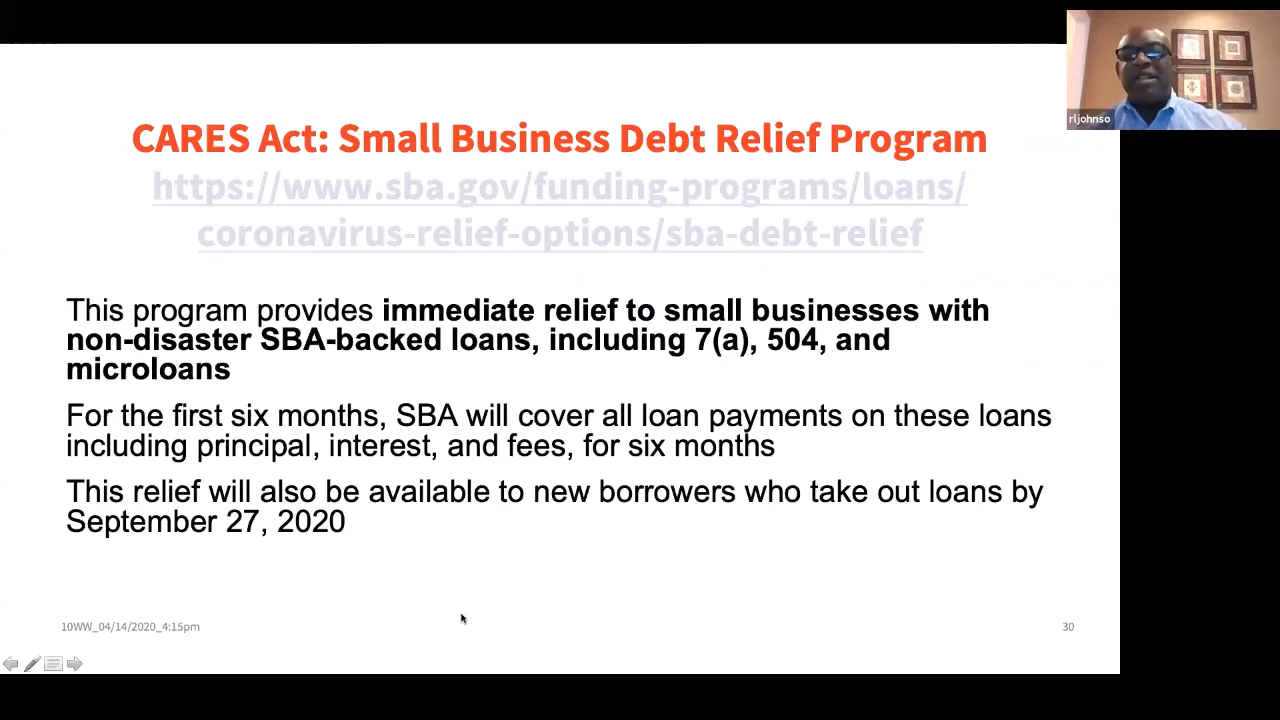 CARES Act: Small Business Debt Relief Program
https://www.sba.gov/funding-programs/loans/
coronavirus-relief-options/sba-debt-relief
This program provides immediate relief to small businesses with
non-disaster SBA-backed loans, including 7(a), 504, and
microloans
For the first six months, SBA will cover all loan payments on these loans
including principal, interest, and fees, for six months
This relief will also be available to new borrowers who take out loans by
September 27, 2020
10WW_04/14/2020_4:15pm
30
rljohnso